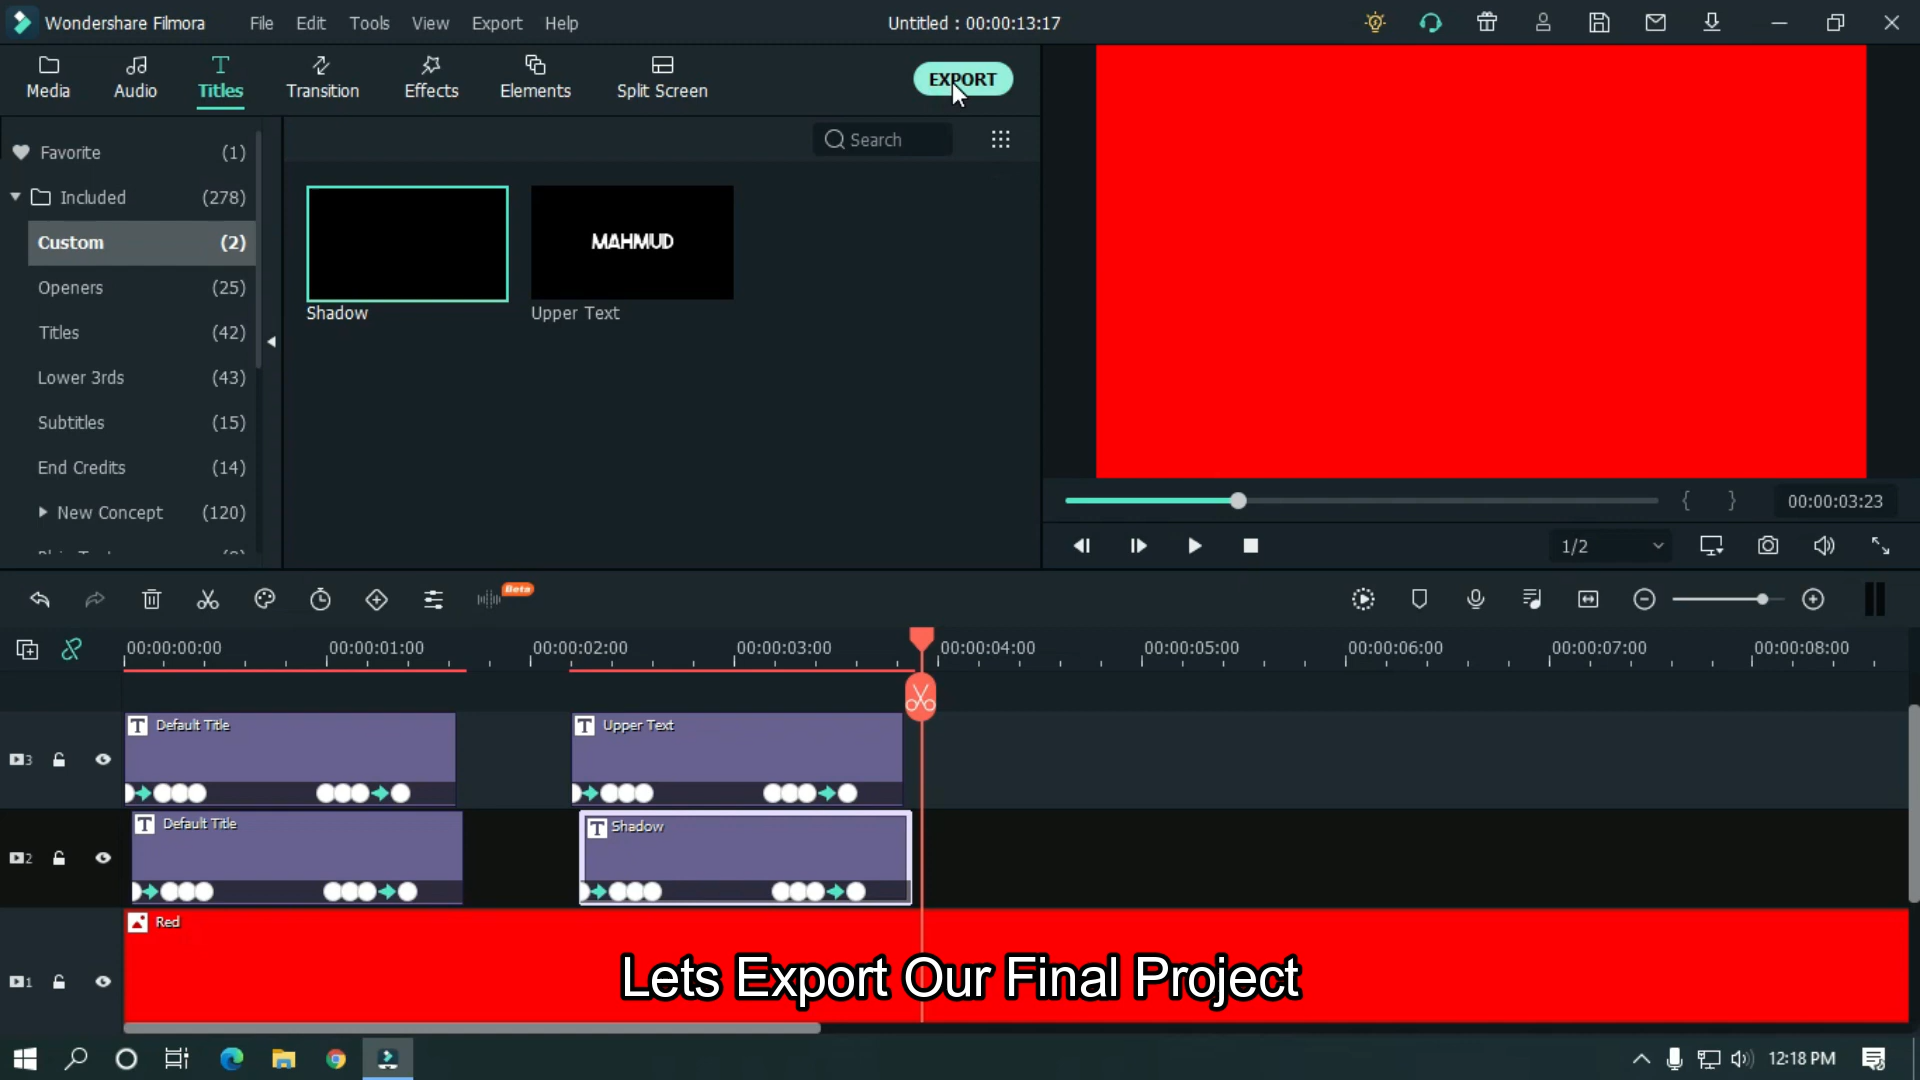 Wondershare Filmora
File
Edit
Tools
View
Export
Help
Untitled : 00:00:13:17
Media
Audio
Titles
Transition
Effects
Elements
Split Screen
EXPORT
Favorite (1)
Included (278)
Custom (2)
Openers (25)
Titles (42)
Lower 3rds (43)
Subtitles (15)
End Credits (14)
New Concept (120)
Search
MAHMUD
Shadow
Upper Text
00:00:03:23
1/2
Beta
00:00:00:00
00:00:01:00
00:00:02:00
00:00:03:00
00:00:04:00
00:00:05:00
00:00:06:00
00:00:07:00
00:00:08:00
3
T Default Title
T Upper Text
2
T Default Title
T Shadow
1
Red
Lets Export Our Final Project
12:18 PM